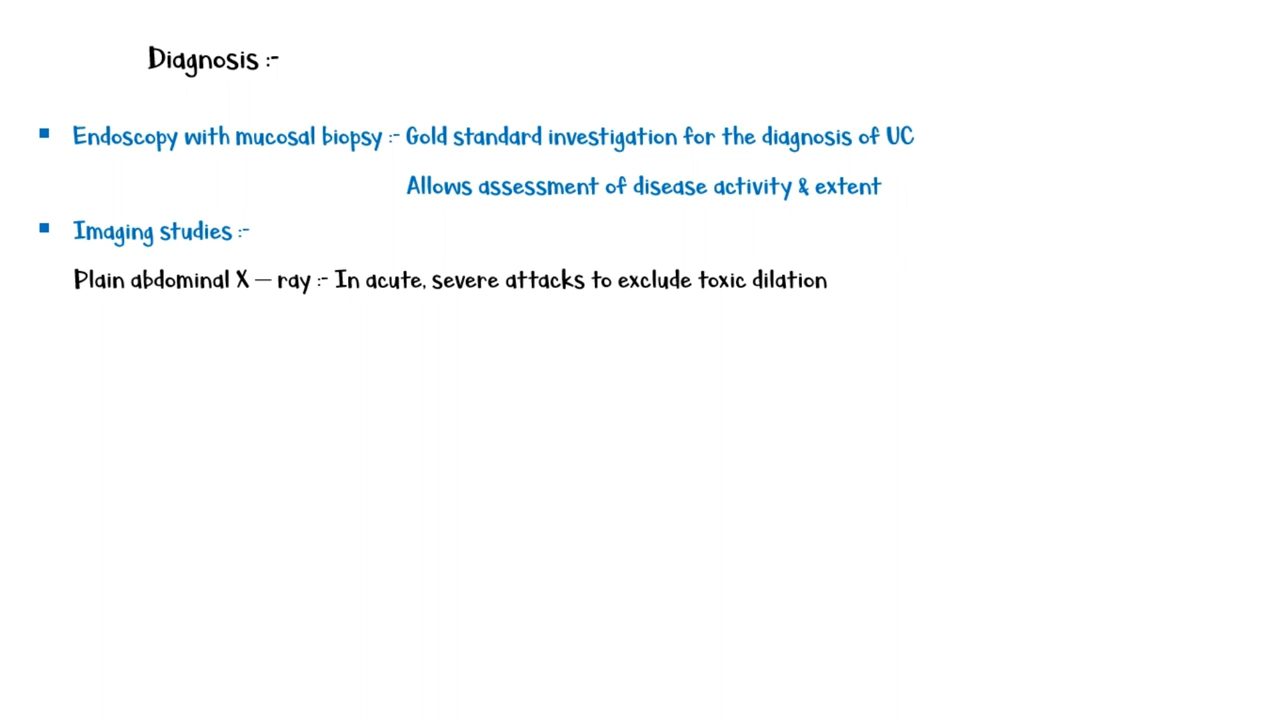 Diagnosis :-
▪ Endoscopy with mucosal biopsy :- Gold standard investigation for the diagnosis of UC
Allows assessment of disease activity & extent
▪ Imaging studies :-
Plain abdominal X – ray :- In acute, severe attacks to exclude toxic dilation